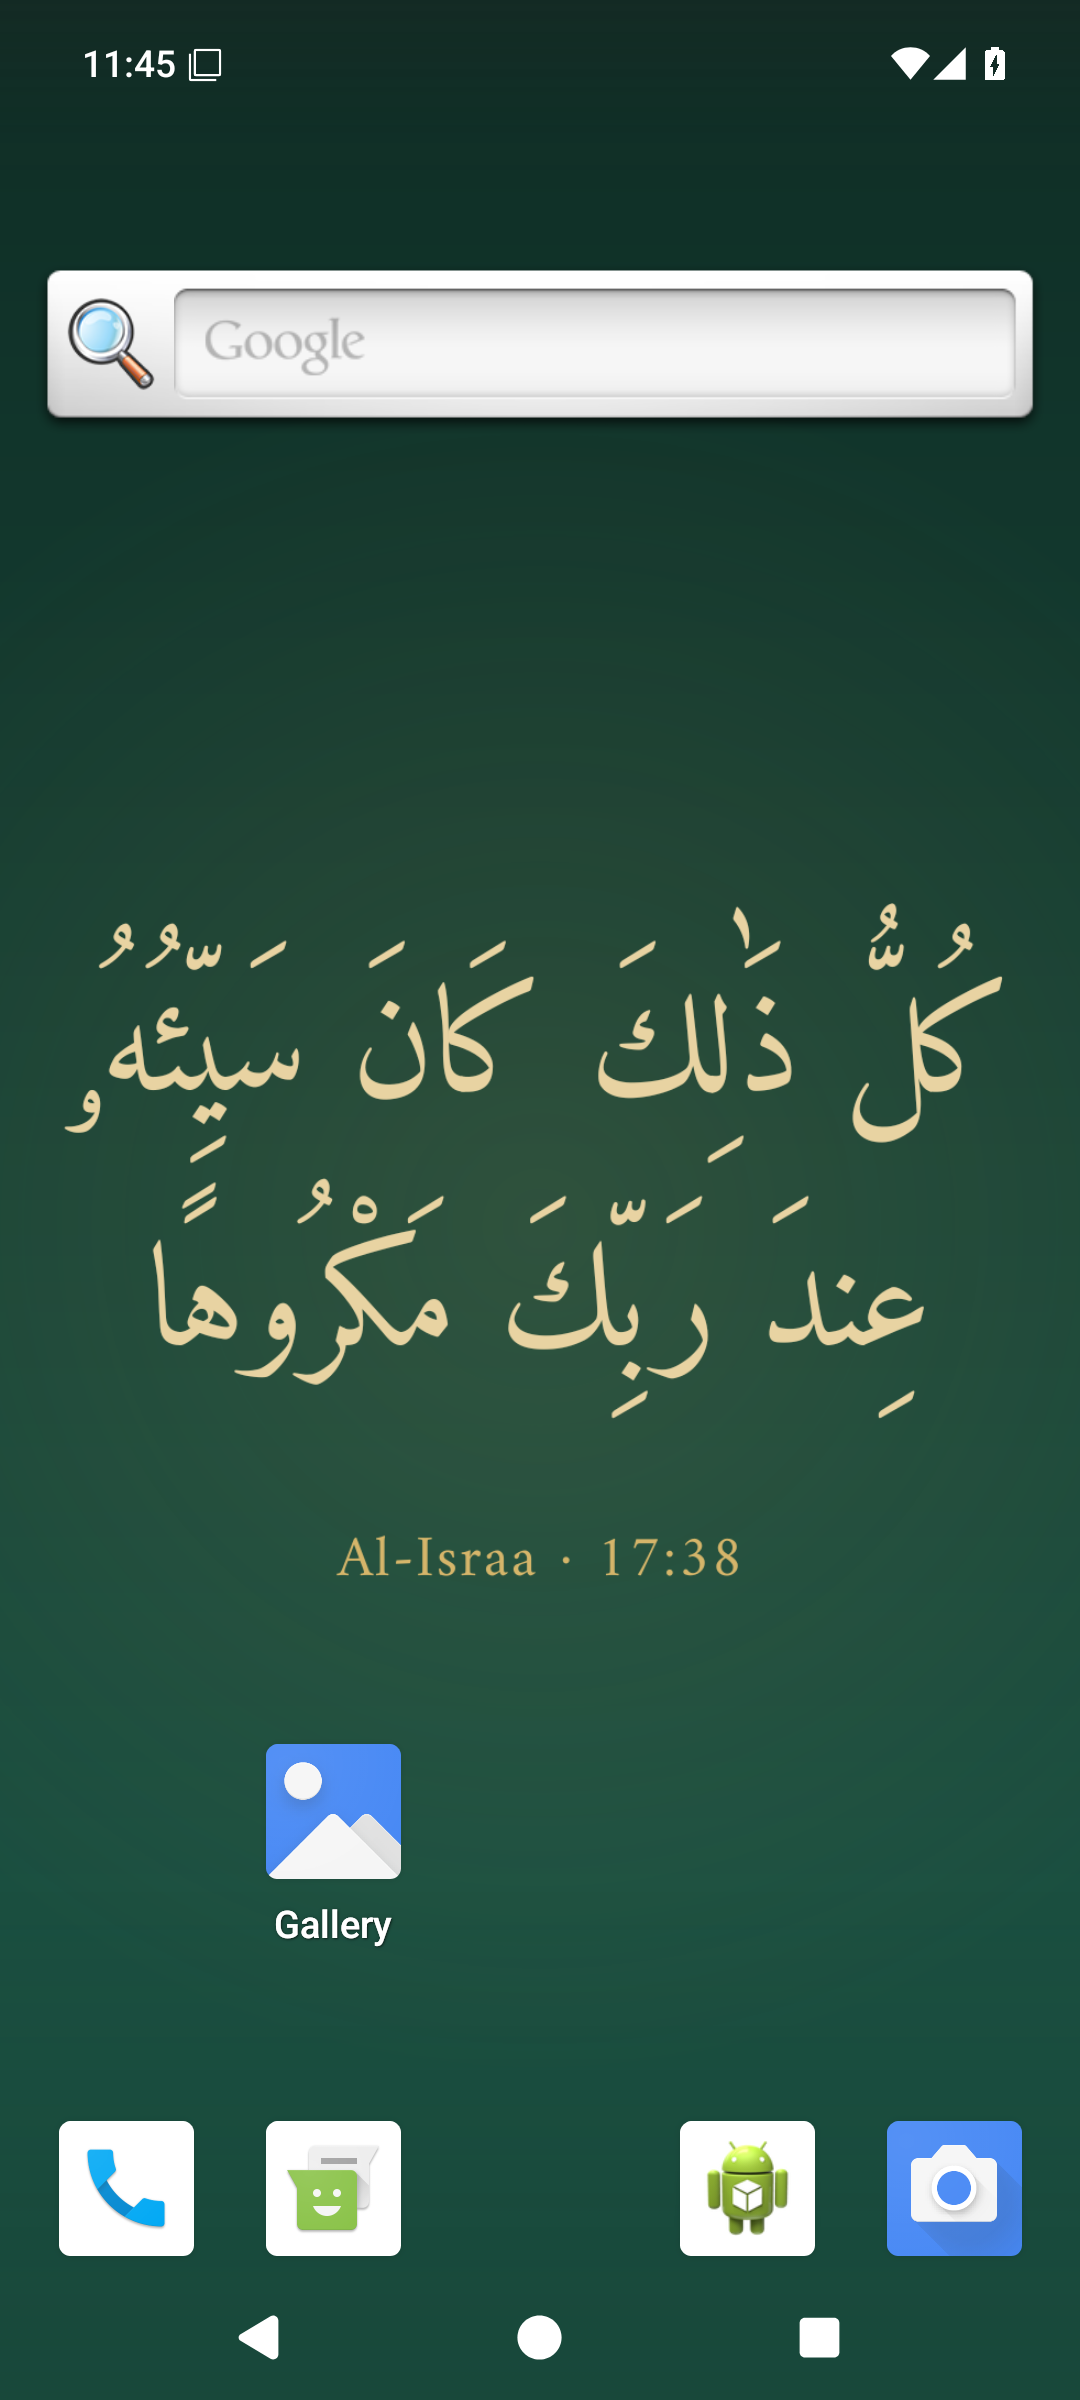 11:45
Google
كُلُّ ذَٰلِكَ كَانَ سَيِّئُهُۥ
عِندَ رَبِّكَ مَكْرُوهًا
Al-Israa · 17:38
Gallery